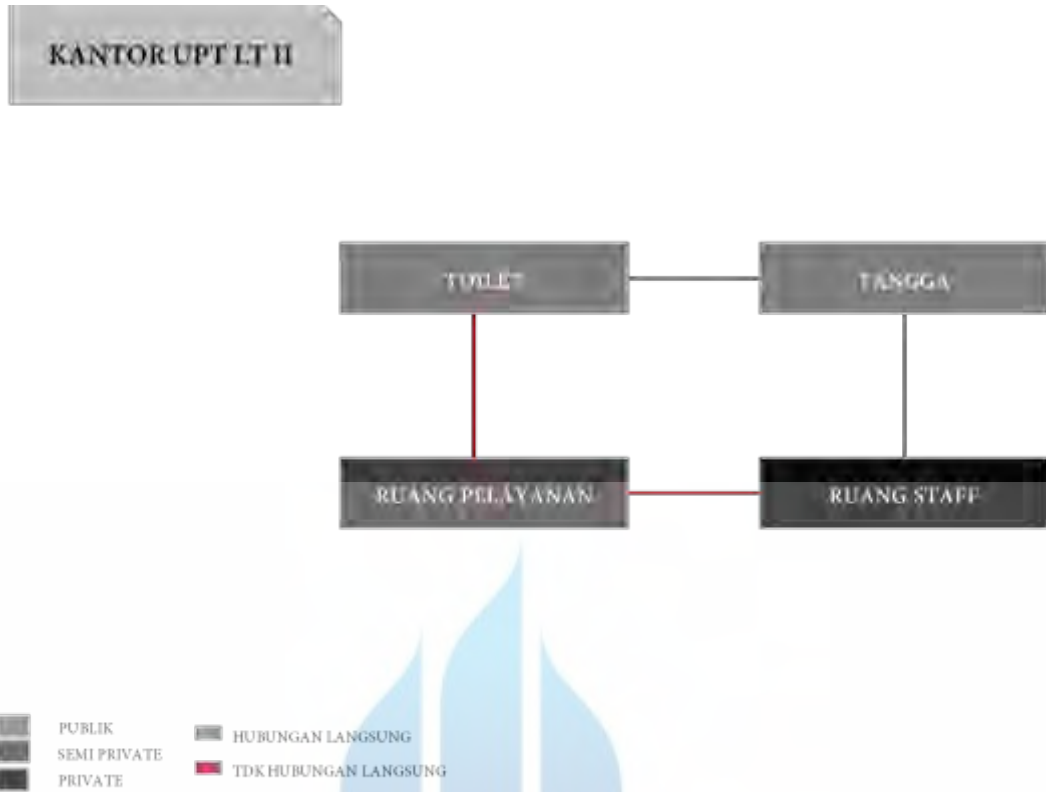 KANTOR UPT LT II
TOILET
TANGGA
RUANG PELAYANAN
RUANG STAFF
PUBLIK
SEMI PRIVATE
PRIVATE
HUBUNGAN LANGSUNG
TDK HUBUNGAN LANGSUNG